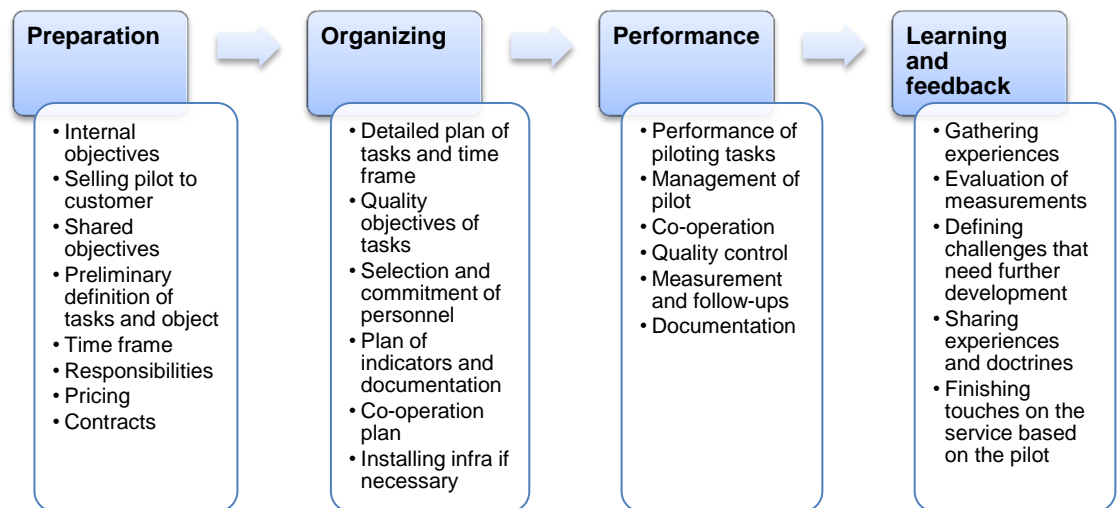 Preparation
• Internal
objectives
• Selling pilot to
customer
• Shared
objectives
• Preliminary
definition of
tasks and object
• Time frame
• Responsibilities
• Pricing
• Contracts
Organizing
• Detailed plan of
tasks and time
frame
• Quality
objectives of
tasks
• Selection and
commitment of
personnel
• Plan of
indicators and
documentation
• Co-operation
plan
• Installing infra if
necessary
Performance
• Performance of
piloting tasks
• Management of
pilot
• Co-operation
• Quality control
• Measurement
and follow-ups
• Documentation
Learning
and
feedback
• Gathering
experiences
• Evaluation of
measurements
• Defining
challenges that
need further
development
• Sharing
experiences
and doctrines
• Finishing
touches on the
service based
on the pilot